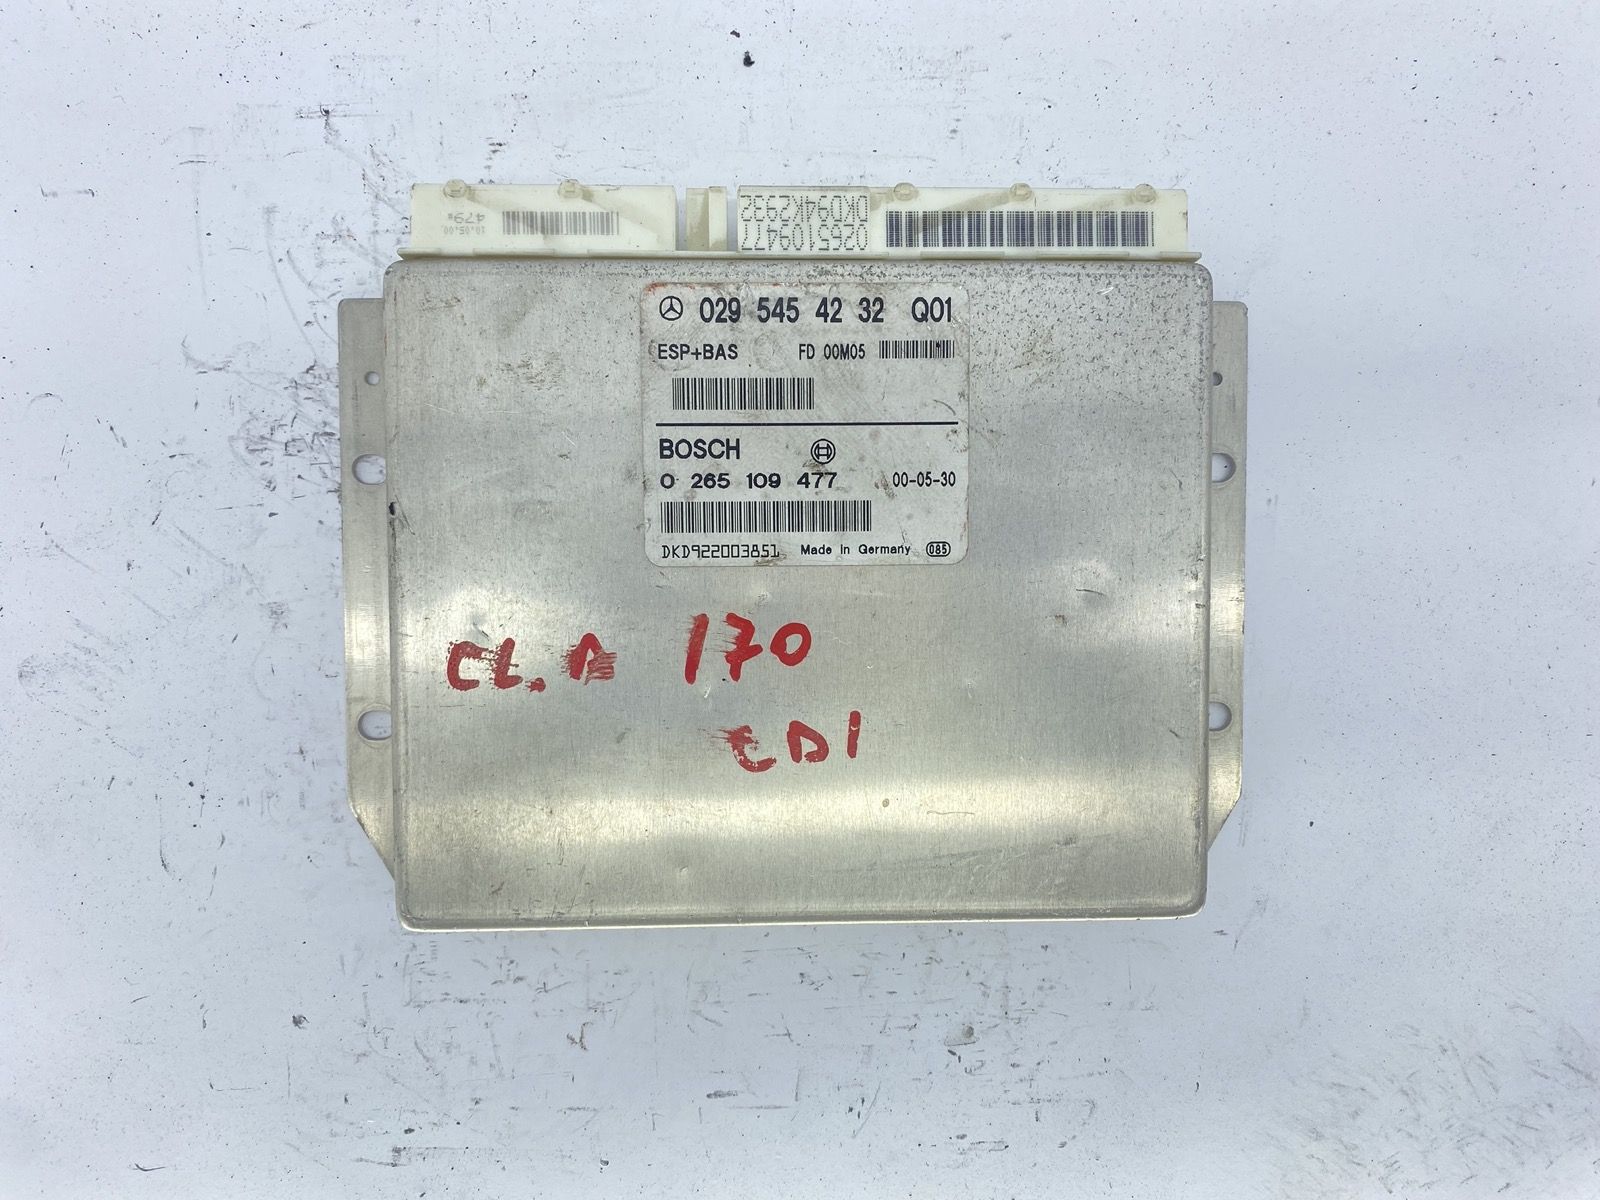 10.05.00
479
0265109477
DKD94K2932
029 545 42 32 Q01
ESP+BAS FD 00M05
BOSCH
0 265 109 477 00-05-30
DKD922003851 Made in Germany 085
CL.A 170
CDI